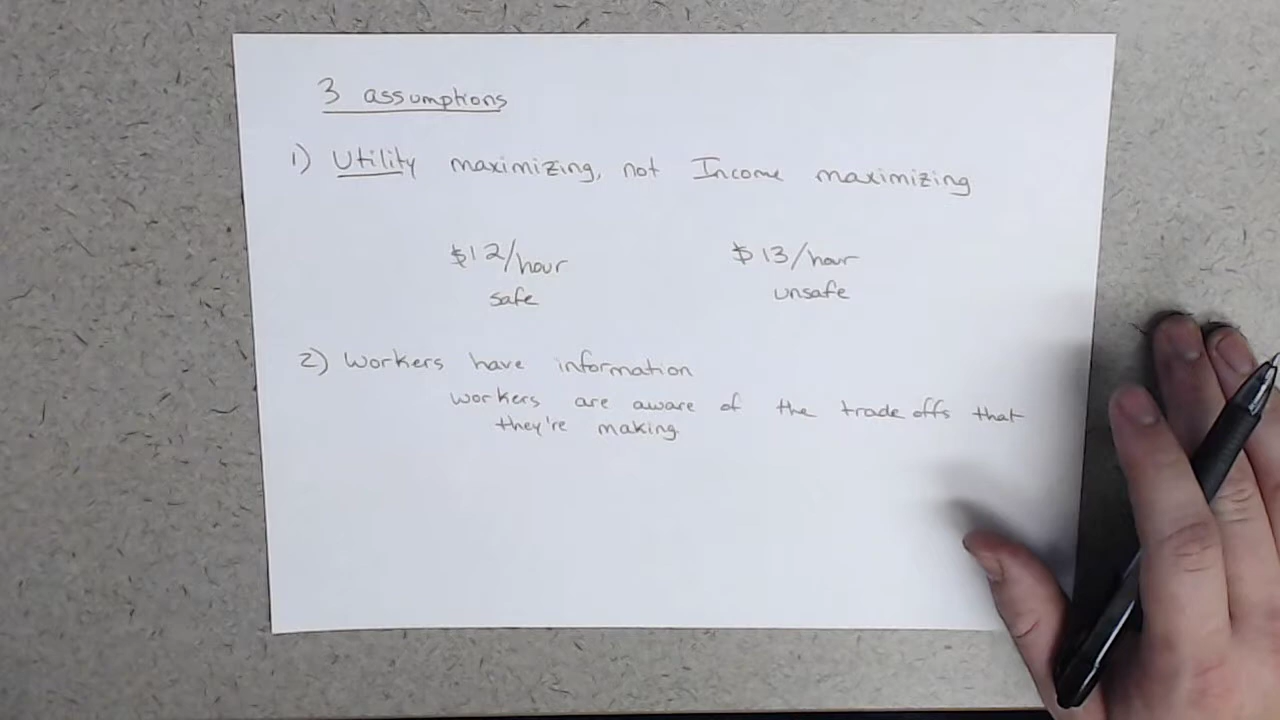 3 assumptions
1) Utility maximizing, not Income maximizing
$12/hour $13/hour
safe unsafe
2) Workers have information
workers are aware of the trade offs that
they're making.